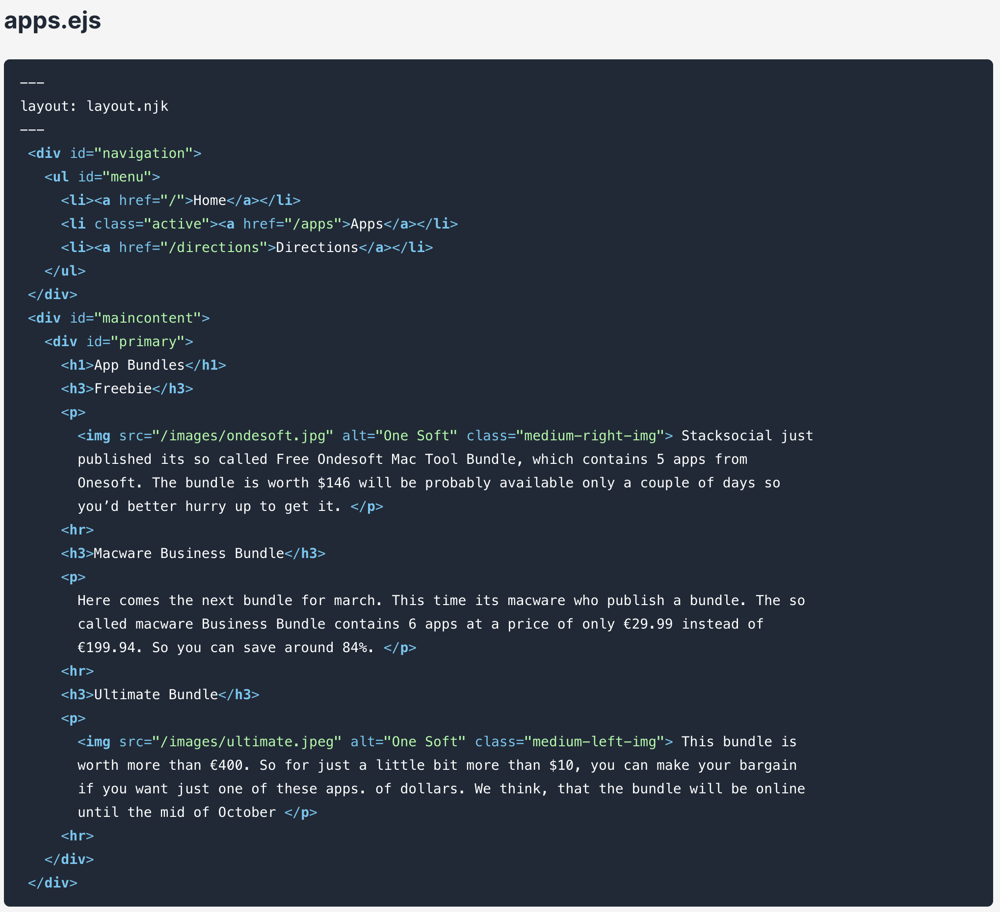 apps.ejs
---
layout: layout.njk
---
<div id="navigation">
<ul id="menu">
<li><a href="/">Home</a></li>
<li class="active"><a href="/apps">Apps</a></li>
<li><a href="/directions">Directions</a></li>
</ul>
</div>
<div id="maincontent">
<div id="primary">
<h1>App Bundles</h1>
<h3>Freebie</h3>
<p>
<img src="/images/ondesoft.jpg" alt="One Soft" class="medium-right-img"> Stacksocial just
published its so called Free Ondesoft Mac Tool Bundle, which contains 5 apps from
Onesoft. The bundle is worth $146 will be probably available only a couple of days so
you’d better hurry up to get it. </p>
<hr>
<h3>Macware Business Bundle</h3>
<p>
Here comes the next bundle for march. This time its macware who publish a bundle. The so
called macware Business Bundle contains 6 apps at a price of only €29.99 instead of
€199.94. So you can save around 84%. </p>
<hr>
<h3>Ultimate Bundle</h3>
<p>
<img src="/images/ultimate.jpeg" alt="One Soft" class="medium-left-img"> This bundle is
worth more than €400. So for just a little bit more than $10, you can make your bargain
if you want just one of these apps. of dollars. We think, that the bundle will be online
until the mid of October </p>
<hr>
</div>
</div>